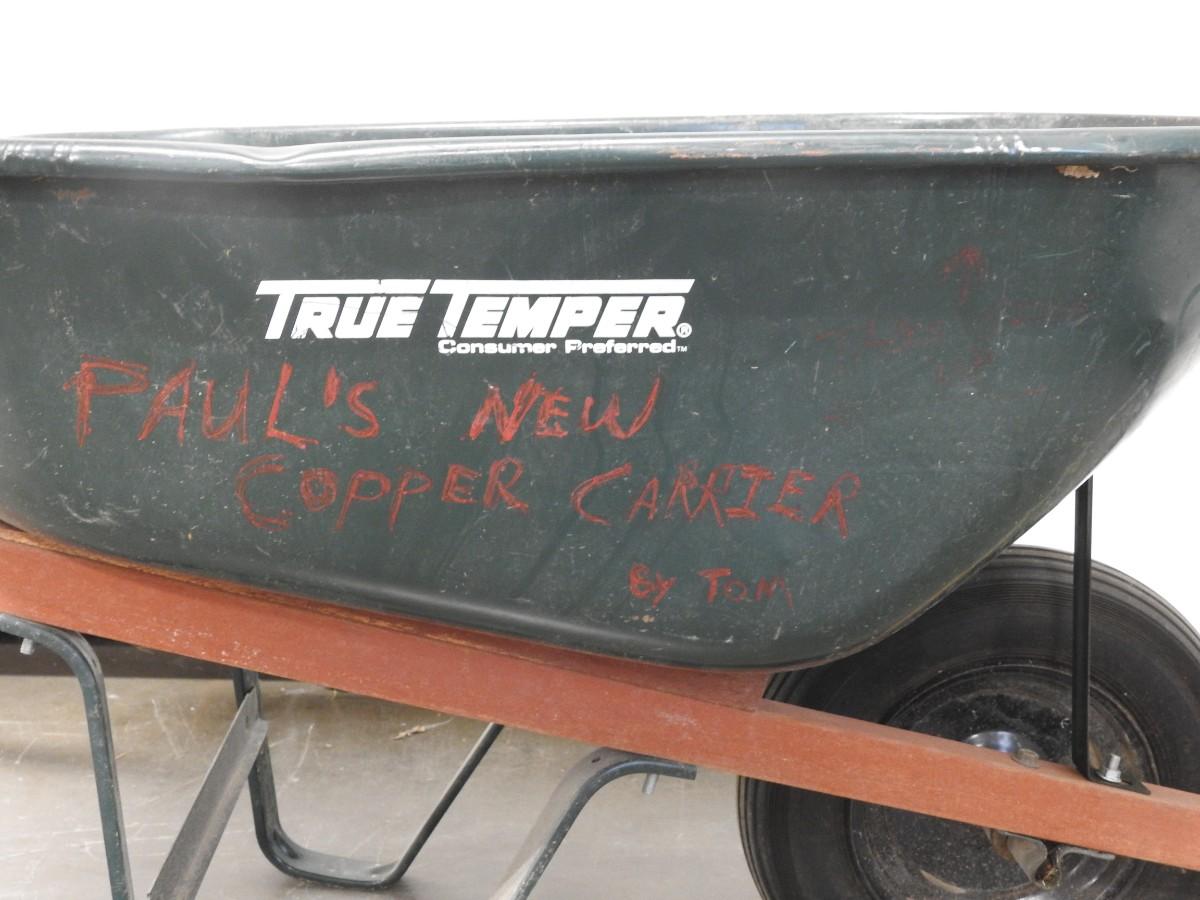 TRUE TEMPER®
Consumer Preferred™
PAUL'S NEW
COPPER CARRIER
BY TOM